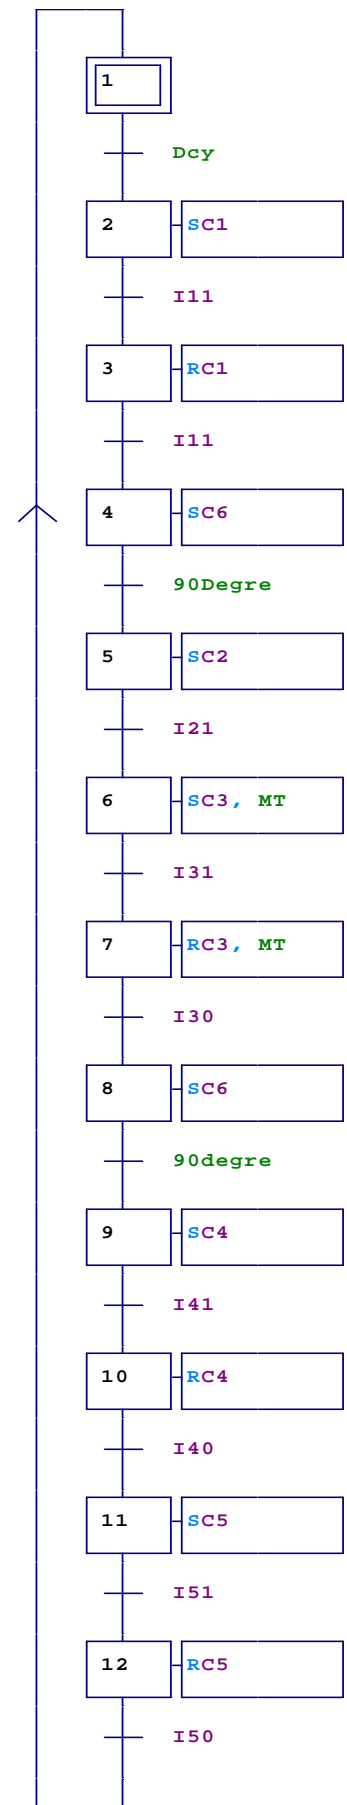 1
Dcy
2 SC1
I11
3 RC1
I11
4 SC6
90Degre
5 SC2
I21
6 SC3, MT
I31
7 RC3, MT
I30
8 SC6
90degre
9 SC4
I41
10 RC4
I40
11 SC5
I51
12 RC5
I50